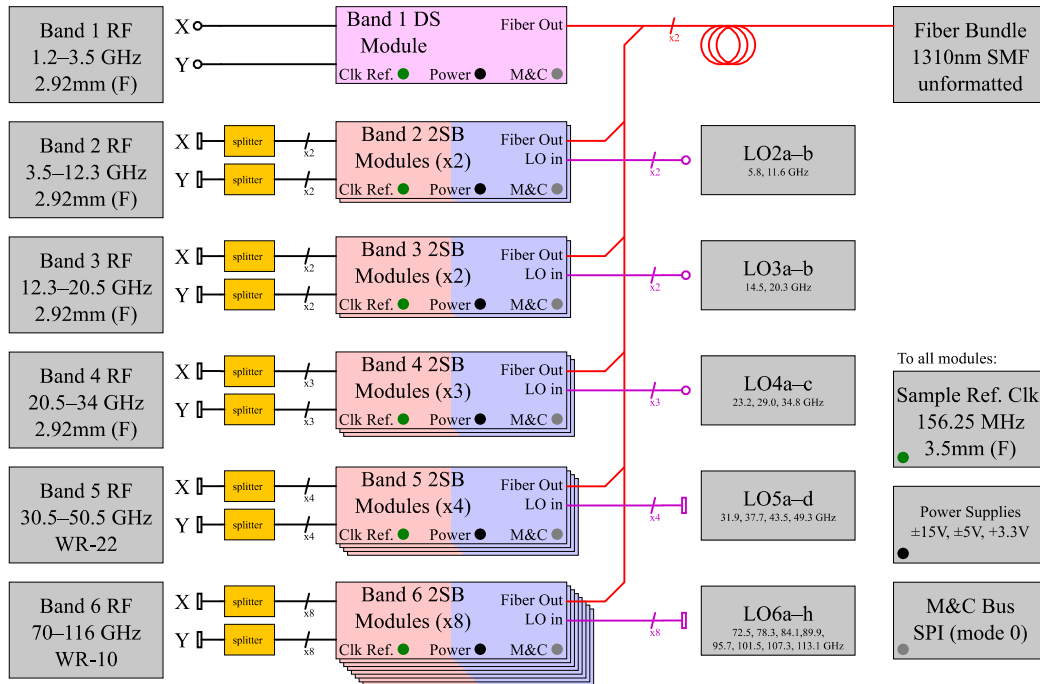 Band 1 RF
1.2–3.5 GHz
2.92mm (F)
X
Y
Band 1 DS
Module
Fiber Out
Clk Ref.
Power
M&C
x2
Fiber Bundle
1310nm SMF
unformatted
Band 2 RF
3.5–12.3 GHz
2.92mm (F)
X
Y
splitter
splitter
x2
x2
Band 2 2SB
Modules (x2)
Fiber Out
LO in
Clk Ref.
Power
M&C
x2
LO2a–b
5.8, 11.6 GHz
Band 3 RF
12.3–20.5 GHz
2.92mm (F)
X
Y
splitter
splitter
x2
x2
Band 3 2SB
Modules (x2)
Fiber Out
LO in
Clk Ref.
Power
M&C
x2
LO3a–b
14.5, 20.3 GHz
Band 4 RF
20.5–34 GHz
2.92mm (F)
X
Y
splitter
splitter
x3
x3
Band 4 2SB
Modules (x3)
Fiber Out
LO in
Clk Ref.
Power
M&C
x3
LO4a–c
23.2, 29.0, 34.8 GHz
To all modules:
Sample Ref. Clk
156.25 MHz
3.5mm (F)
Band 5 RF
30.5–50.5 GHz
WR-22
X
Y
splitter
splitter
x4
x4
Band 5 2SB
Modules (x4)
Fiber Out
LO in
Clk Ref.
Power
M&C
x4
LO5a–d
31.9, 37.7, 43.5, 49.3 GHz
Power Supplies
±15V, ±5V, +3.3V
Band 6 RF
70–116 GHz
WR-10
X
Y
splitter
splitter
x8
x8
Band 6 2SB
Modules (x8)
Fiber Out
LO in
Clk Ref.
Power
M&C
x8
LO6a–h
72.5, 78.3, 84.1,89.9,
95.7, 101.5, 107.3, 113.1 GHz
M&C Bus
SPI (mode 0)